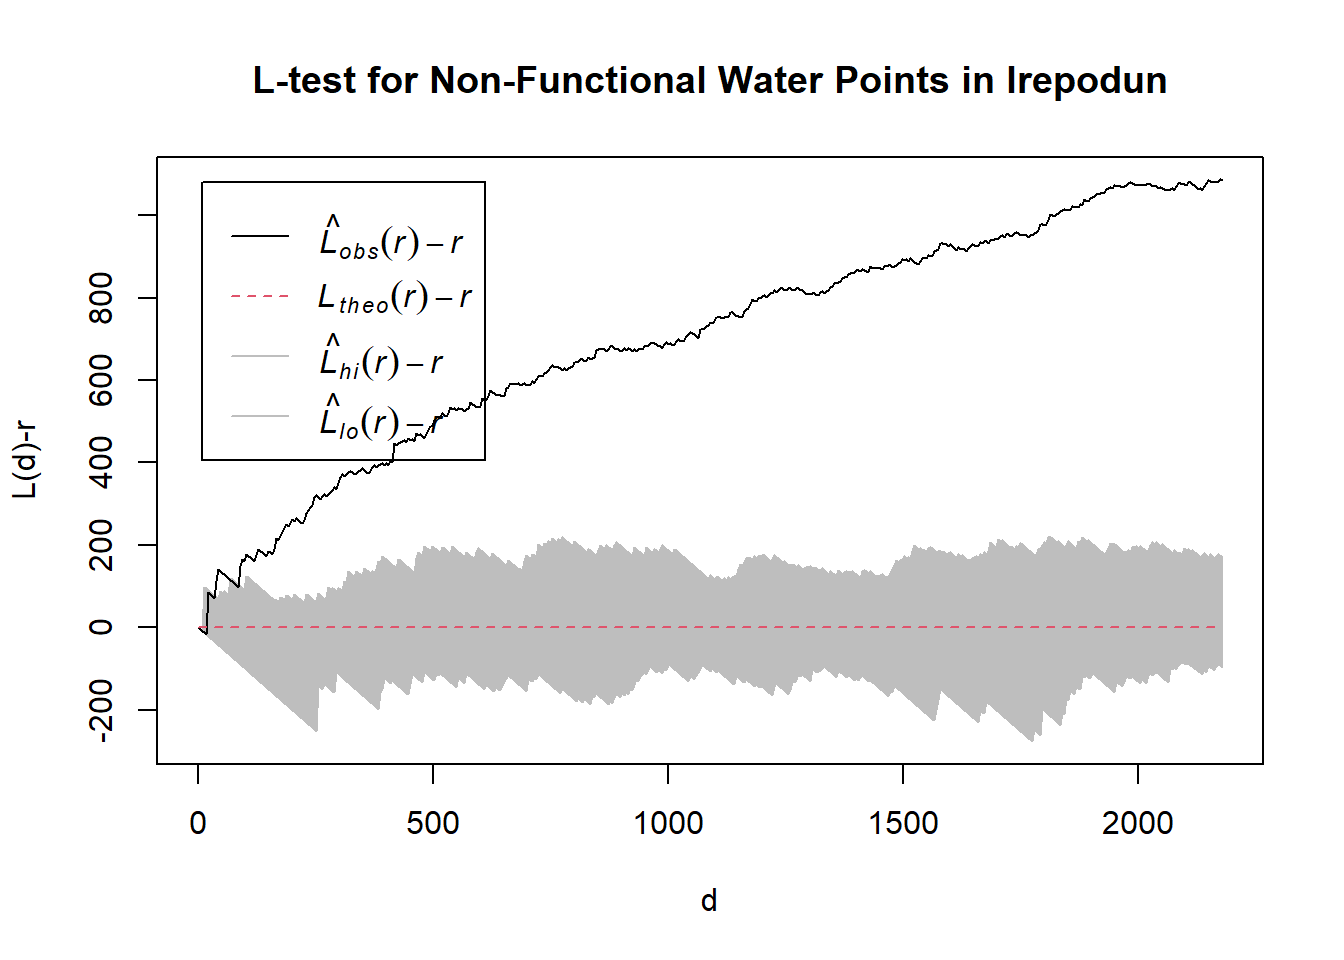 L-test for Non-Functional Water Points in Irepodun
L̂obs(r) − r
Ltheo(r) − r
L̂hi(r) − r
L̂lo(r) − r
L(d)-r
800
600
400
200
0
-200
0 500 1000 1500 2000
d